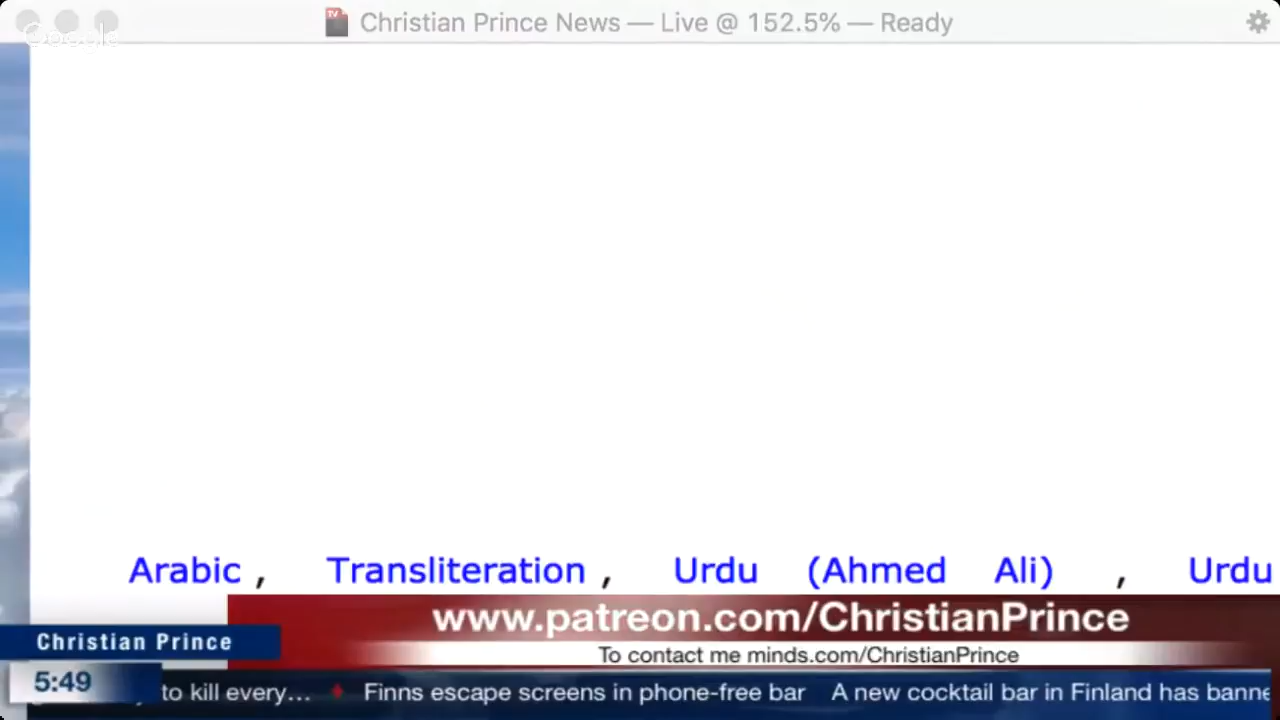 Christian Prince News — Live @ 152.5% — Ready
Google
Arabic , Transliteration , Urdu (Ahmed Ali) , Urdu
www.patreon.com/ChristianPrince
Christian Prince
To contact me minds.com/ChristianPrince
5:49
to kill every... ♦ Finns escape screens in phone-free bar A new cocktail bar in Finland has banne